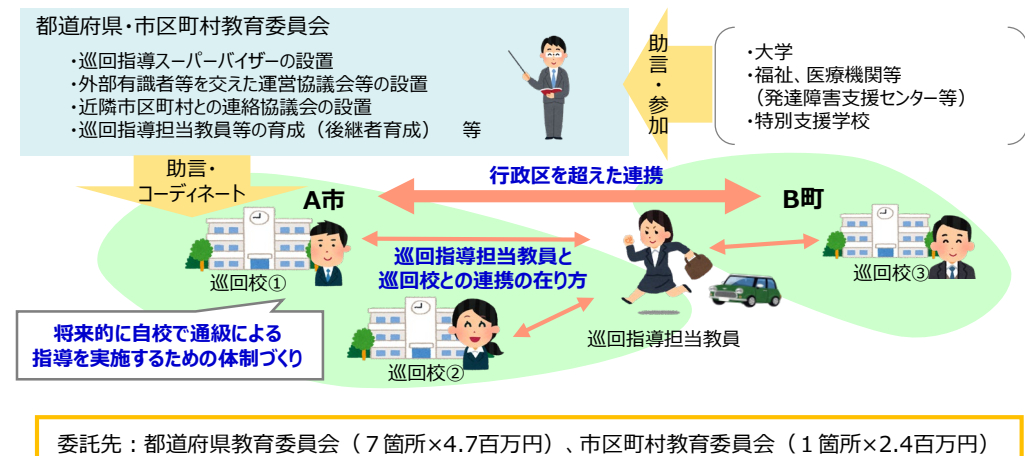 都道府県・市区町村教育委員会
・巡回指導スーパーバイザーの設置
・外部有識者等を交えた運営協議会等の設置
・近隣市区町村との連絡協議会の設置
・巡回指導担当教員等の育成（後継者育成）　等
助言・参加
・大学
・福祉、医療機関等
（発達障害支援センター等）
・特別支援学校
助言・
コーディネート
行政区を超えた連携
A市
B町
巡回校①
巡回指導担当教員と
巡回校との連携の在り方
巡回校③
将来的に自校で通級による
指導を実施するための体制づくり
巡回校②
巡回指導担当教員
委託先：都道府県教育委員会（７箇所×4.7百万円）、市区町村教育委員会（１箇所×2.4百万円）